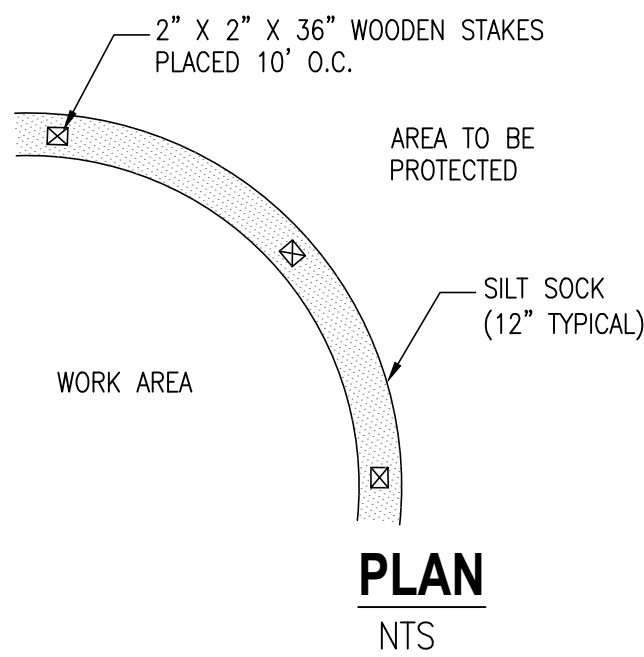 2” X 2” X 36” WOODEN STAKES
PLACED 10’ O.C.
AREA TO BE
PROTECTED
SILT SOCK
(12” TYPICAL)
WORK AREA
PLAN
NTS